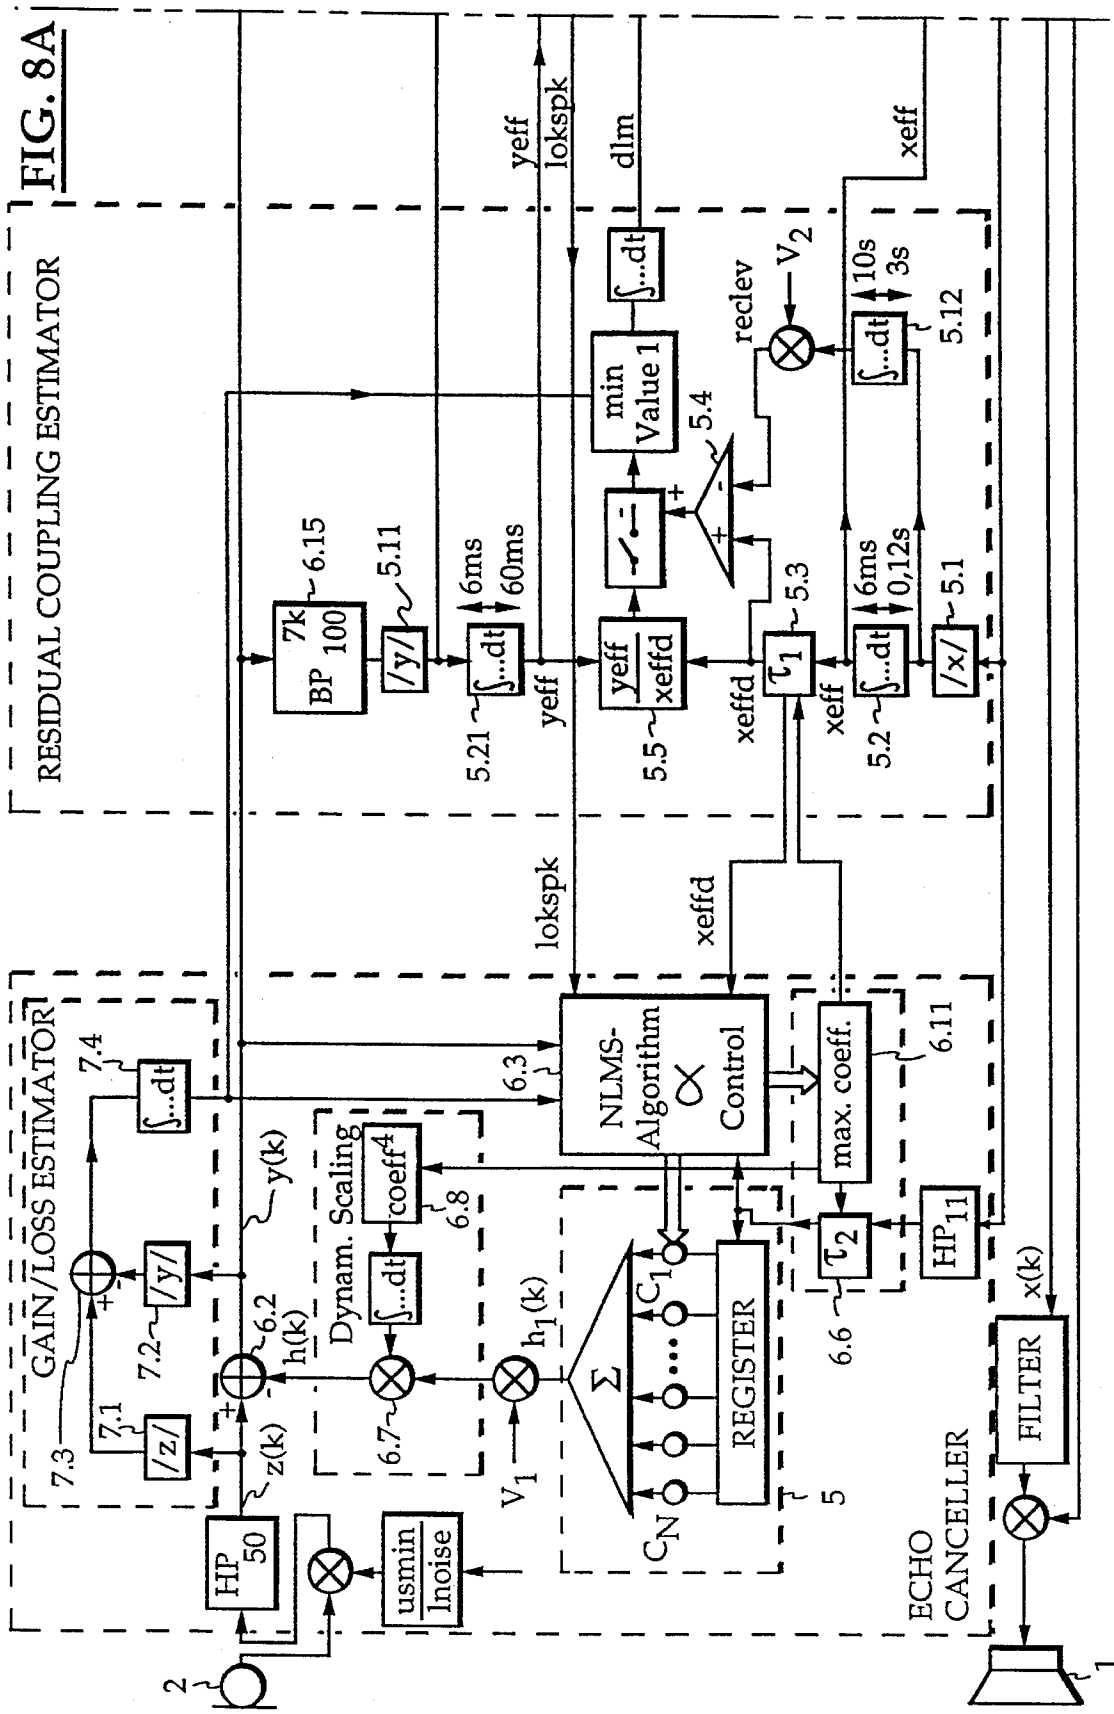 FIG. 8A
RESIDUAL COUPLING ESTIMATOR
GAIN/LOSS ESTIMATOR
7.3
7.1
/z/
7.2
/y/
7.4
∫...dt
+
-
2
HP
50
z(k)
+
-
6.2
y(k)
h(k)
usmin
lnoise
Dynam. Scaling
6.7
∫...dt
coeff⁴
6.8
V₁
h₁(k)
Σ
C_N
C₁
REGISTER
5
6.3
NLMS-
Algorithm
α
Control
lokspk
xeffd
max. coeff.
6.11
τ₂
6.6
HP₁₁
ECHO
CANCELLER
7k
BP
100
6.15
/y/
5.11
∫...dt
6ms
60ms
5.21
yeff
yeff
xeffd
5.5
min
Value 1
∫...dt
+
+
-
5.4
xeffd
τ₁
5.3
xeff
∫...dt
5.2
6ms
0,12s
/x/
5.1
reclev
V₂
∫...dt
10s
3s
5.12
yeff
lokspk
dlm
xeff
x(k)
FILTER
1